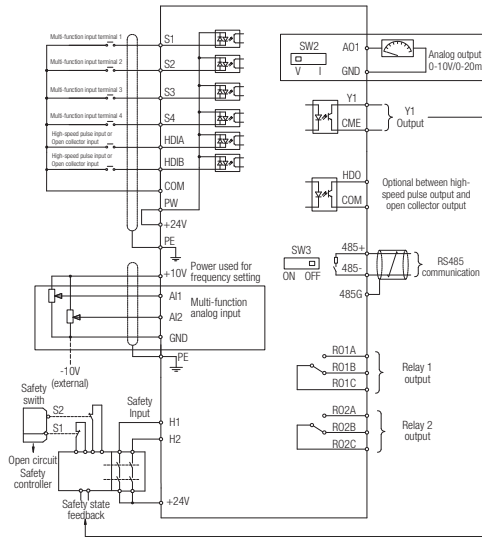 Multi-function input terminal 1
S1
Multi-function input terminal 2
S2
Multi-function input terminal 3
S3
Multi-function input terminal 4
S4
High-speed pulse input or
Open collector input
HDIA
High-speed pulse input or
Open collector input
HDIB
COM
PW
+24V
PE
+10V
Power used for
frequency setting
AI1
Multi-function
analog input
AI2
GND
PE
-10V
(external)
Safety
swith
S2
S1
Open circuit
Safety
controller
Safety
Input
H1
H2
+24V
Safety state
feedback
SW2
V I
AO1
GND
Analog output
0-10V/0-20m
Y1
CME
Y1
Output
HDO
COM
Optional between high-
speed pulse output and
open collector output
SW3
ON OFF
485+
485-
485G
RS485
communication
RO1A
RO1B
RO1C
Relay 1
output
RO2A
RO2B
RO2C
Relay 2
output